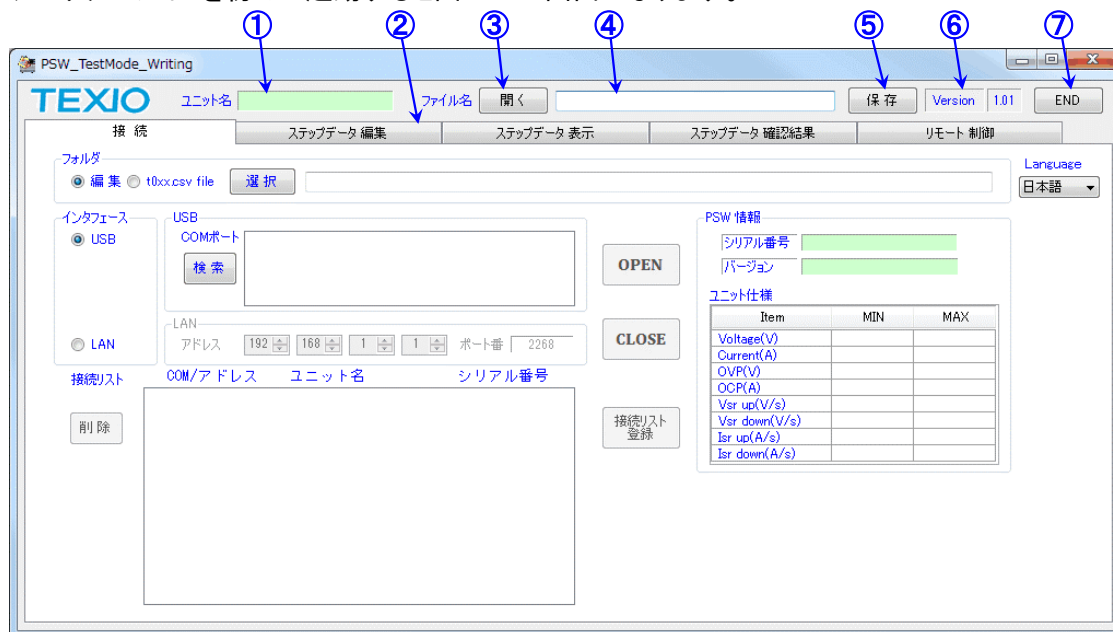 ① ② ③ ④ ⑤ ⑥ ⑦
PSW_TestMode_Writing
TEXIO ユニット名 ファイル名 開く 保存 Version 1.01 END
接続 ステップデータ 編集 ステップデータ 表示 ステップデータ 確認結果 リモート 制御
フォルダ
編集 t0xx.csv file 選択
Language
日本語
インタフェース
USB
LAN
USB
COMポート
検索
LAN
アドレス 192 168 1 1 ポート番 2268
OPEN
CLOSE
接続リスト
登録
接続リスト COM/アドレス ユニット名 シリアル番号
削除
PSW 情報
シリアル番号
バージョン
ユニット仕様
Item MIN MAX
Voltage(V)
Current(A)
OVP(V)
OCP(A)
Vsr up(V/s)
Vsr down(V/s)
Isr up(A/s)
Isr down(A/s)